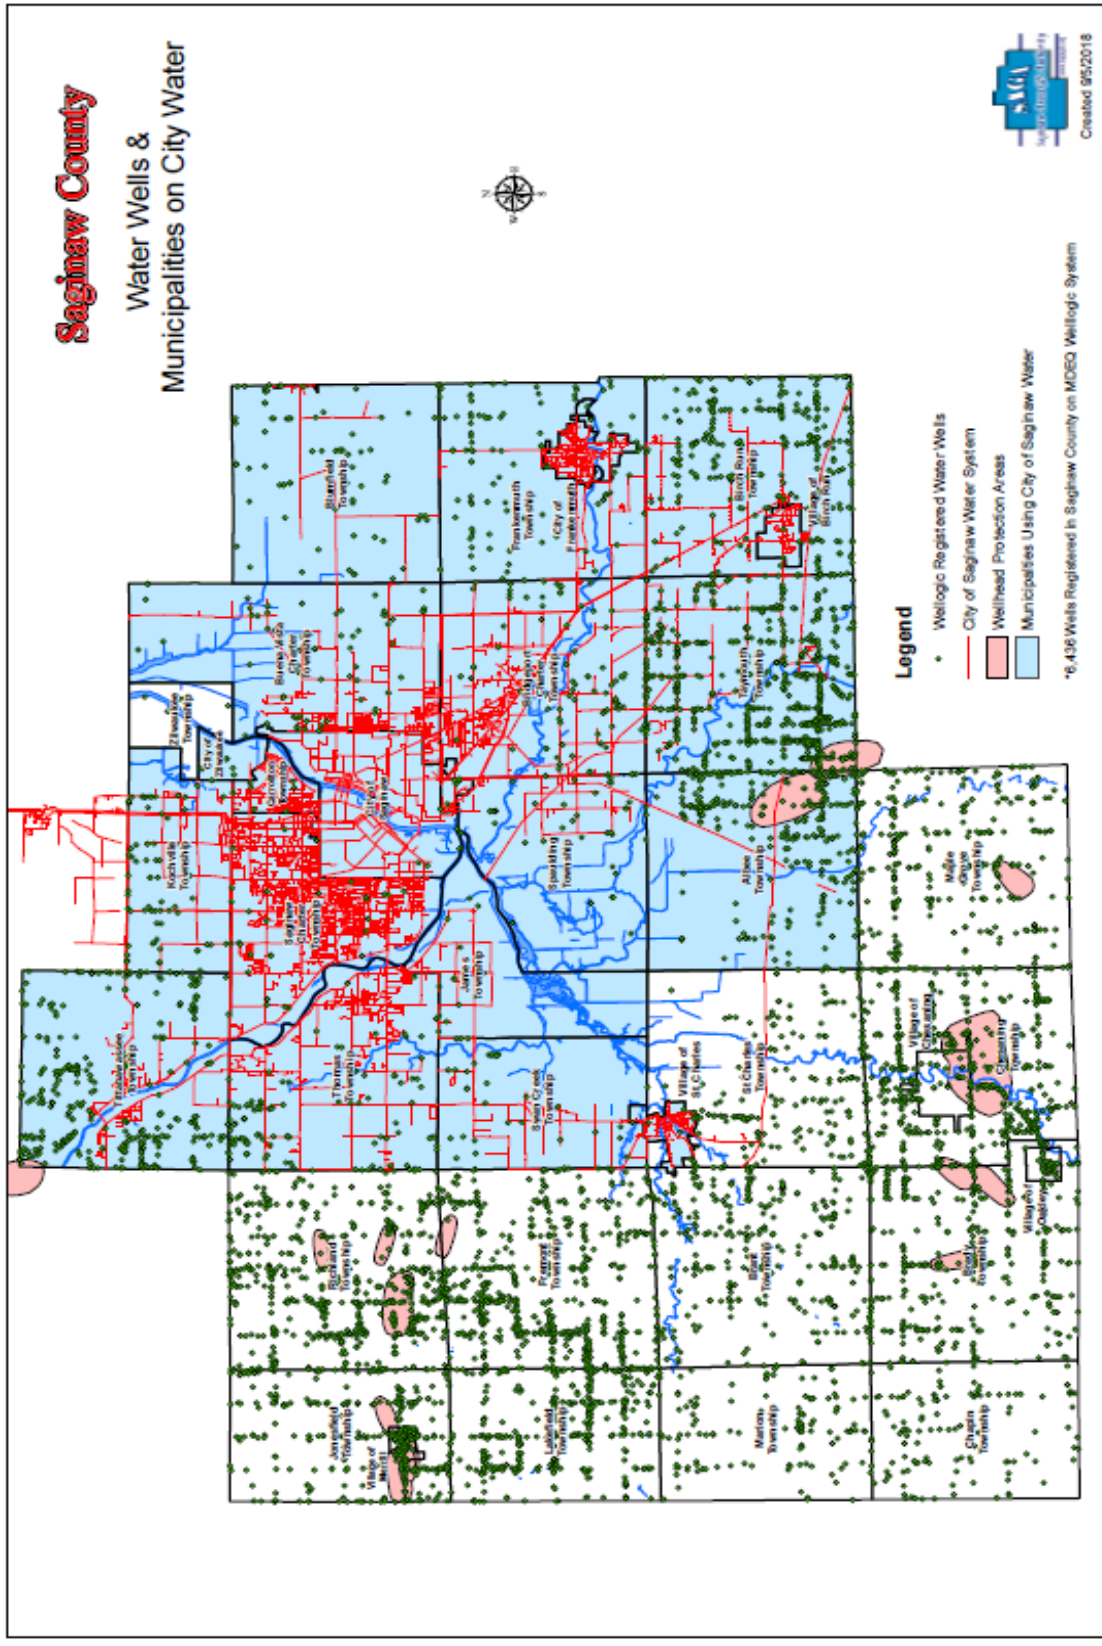 Saginaw County
Water Wells &
Municipalities on City Water
N
W
S
Tittabawassee
Township
Kochville
Township
Zilwaukee
Township
City of
Zilwaukee
Carrollton
Township
Buena Vista
Charter
Township
Blumfield
Township
Jonesfield
Township
Village of
Merrill
Richland
Township
Thomas
Township
Saginaw
Charter
Township
City of
Saginaw
Lakefield
Township
Fremont
Township
Swan Creek
Township
James
Township
Spaulding
Township
Bridgeport
Charter
Township
Frankenmuth
Township
City of
Frankenmuth
Marion
Township
Brant
Township
Village of
St. Charles
St Charles
Township
Albee
Township
Taymouth
Township
Birch Run
Township
Village of
Birch Run
Chapin
Township
Brady
Township
Village of
Oakley
Village of
Chesaning
Chesaning
Township
Maple
Grove
Township
Legend
Wellogic Registered Water Wells
City of Saginaw Water System
Wellhead Protection Areas
Municipalities Using City of Saginaw Water
*6,436 Wells Registered in Saginaw County on MDEQ Wellogic System
SAGA
Created 9/5/2018